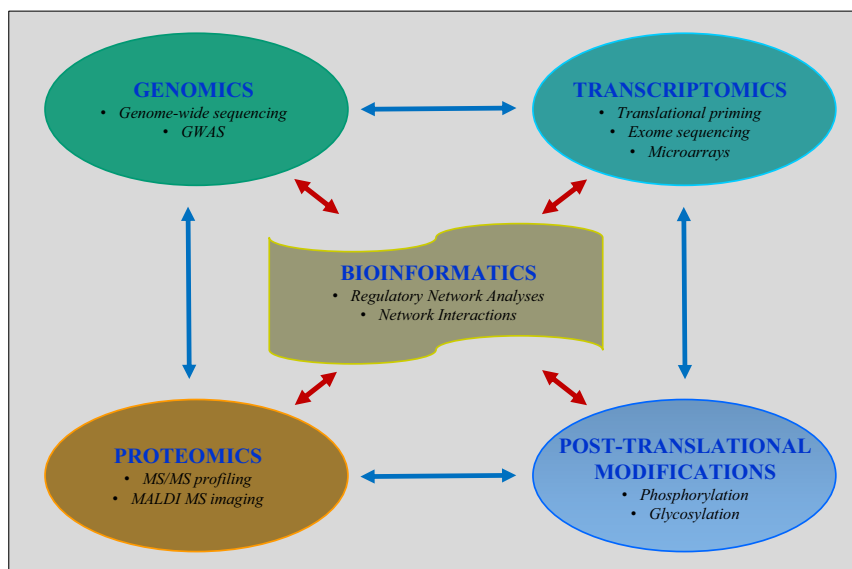 GENOMICS
• Genome-wide sequencing
• GWAS
TRANSCRIPTOMICS
• Translational priming
• Exome sequencing
• Microarrays
BIOINFORMATICS
• Regulatory Network Analyses
• Network Interactions
PROTEOMICS
• MS/MS profiling
• MALDI MS imaging
POST-TRANSLATIONAL
MODIFICATIONS
• Phosphorylation
• Glycosylation